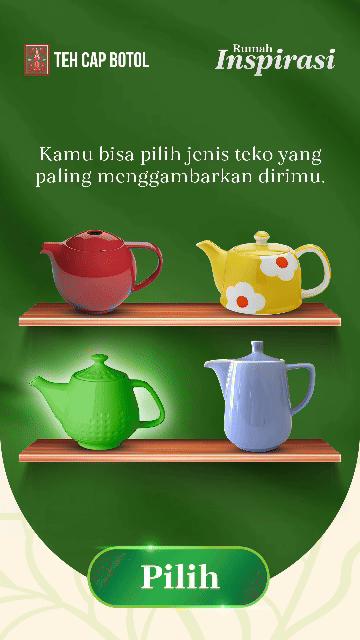 TEH CAP BOTOL
Rumah
Inspirasi
Kamu bisa pilih jenis teko yang
paling menggambarkan dirimu.
Pilih